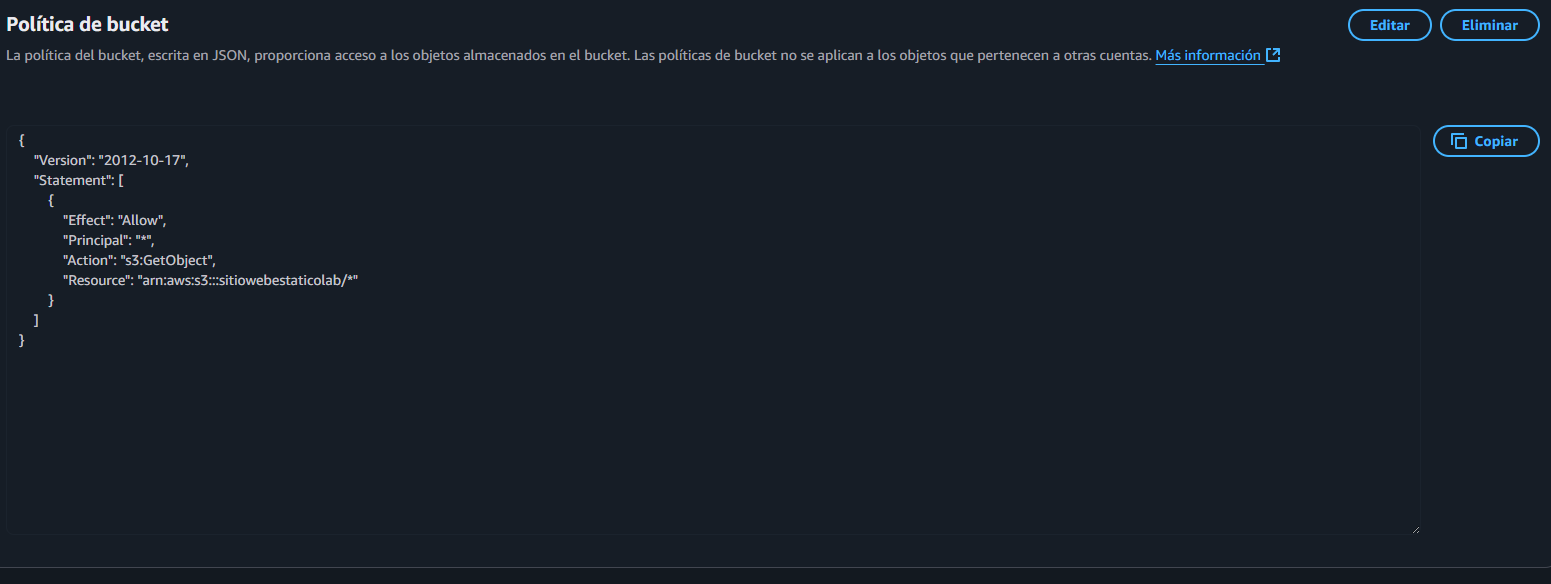 Política de bucket
Editar
Eliminar
La política del bucket, escrita en JSON, proporciona acceso a los objetos almacenados en el bucket. Las políticas de bucket no se aplican a los objetos que pertenecen a otras cuentas. Más información
Copiar
{
"Version": "2012-10-17",
"Statement": [
{
"Effect": "Allow",
"Principal": "*",
"Action": "s3:GetObject",
"Resource": "arn:aws:s3:::sitiowebestaticolab/*"
}
]
}